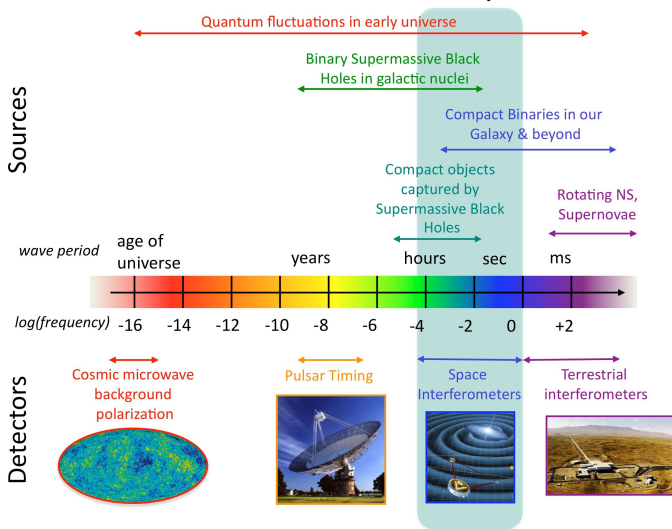 Quantum fluctuations in early universe
Binary Supermassive Black
Holes in galactic nuclei
Compact Binaries in our
Galaxy & beyond
Sources
Compact objects
captured by
Supermassive Black
Holes
Rotating NS,
Supernovae
wave period
age of
universe
years
hours
sec
ms
log(frequency)
-16
-14
-12
-10
-8
-6
-4
-2
0
+2
Detectors
Cosmic microwave
background
polarization
Pulsar Timing
Space
Interferometers
Terrestrial
interferometers